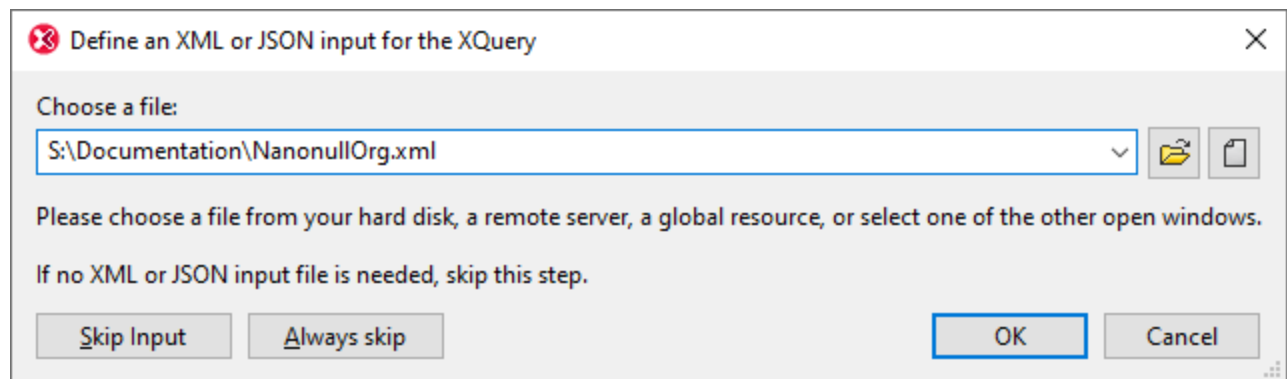 Define an XML or JSON input for the XQuery
Choose a file:
S:\Documentation\NanonullOrg.xml
Please choose a file from your hard disk, a remote server, a global resource, or select one of the other open windows.
If no XML or JSON input file is needed, skip this step.
Skip Input Always skip OK Cancel